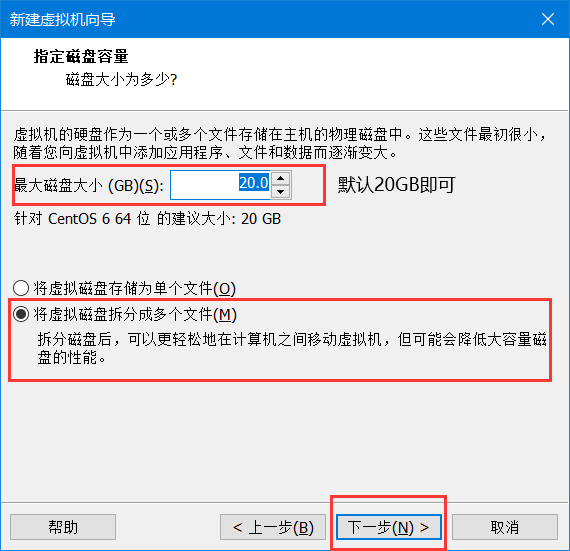 新建虚拟机向导
指定磁盘容量
磁盘大小为多少?
虚拟机的硬盘作为一个或多个文件存储在主机的物理磁盘中。这些文件最初很小，
随着您向虚拟机中添加应用程序、文件和数据而逐渐变大。
最大磁盘大小 (GB)(S): 20.0 默认20GB即可
针对 CentOS 6 64 位 的建议大小: 20 GB
将虚拟磁盘存储为单个文件(O)
将虚拟磁盘拆分成多个文件(M)
拆分磁盘后，可以更轻松地在计算机之间移动虚拟机，但可能会降低大容量磁
盘的性能。
帮助 < 上一步(B) 下一步(N) > 取消